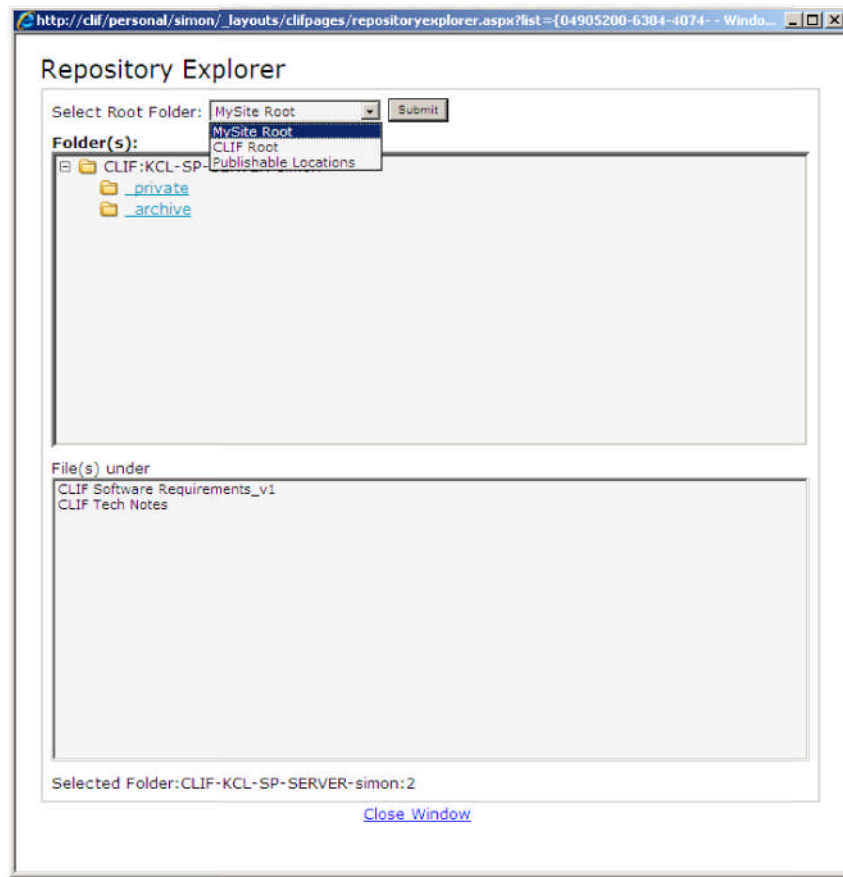 http://clif/personal/simon/_layouts/clifpages/repositoryexplorer.aspx?list={04905200-6384-4074-- Windo...
Repository Explorer
Select Root Folder: MySite Root Submit
MySite Root
CLIF Root
Publishable Locations
Folder(s):
CLIF:KCL-SP-
_private
_archive
File(s) under
CLIF Software Requirements_v1
CLIF Tech Notes
Selected Folder:CLIF-KCL-SP-SERVER-simon:2
Close Window